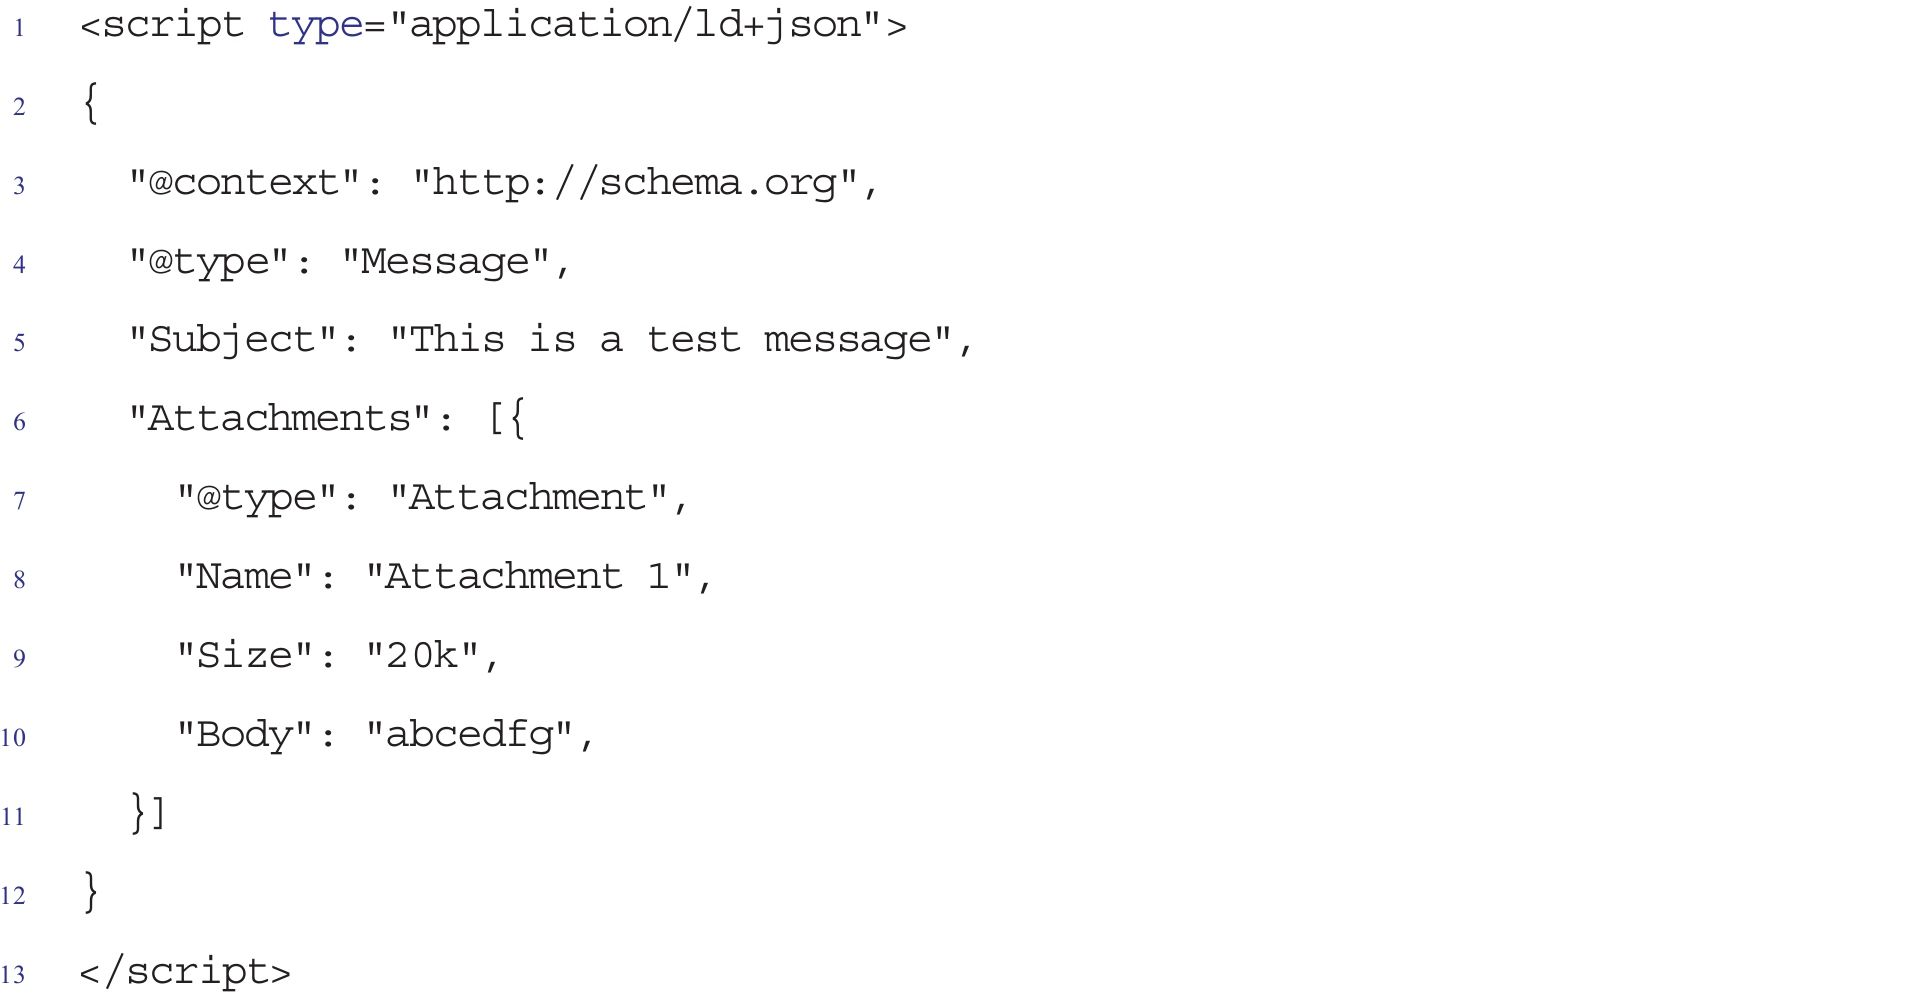 1 <script type="application/ld+json">
2 {
3 "@context": "http://schema.org",
4 "@type": "Message",
5 "Subject": "This is a test message",
6 "Attachments": [{
7 "@type": "Attachment",
8 "Name": "Attachment 1",
9 "Size": "20k",
10 "Body": "abcedfg",
11 }]
12 }
13 </script>